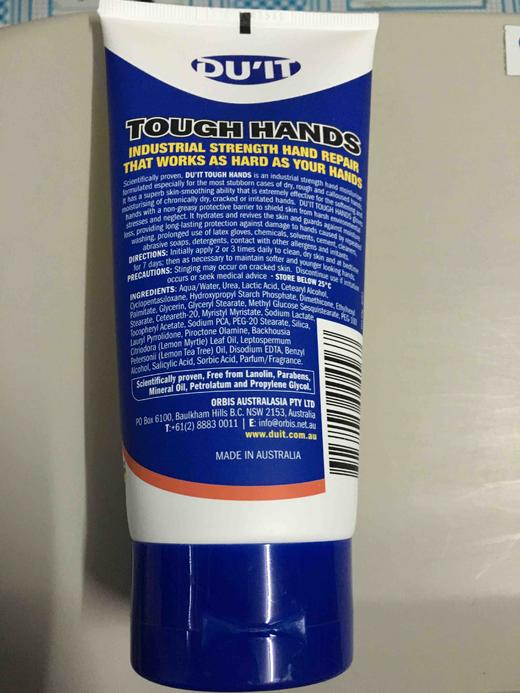 DU'IT
TOUGH HANDS
INDUSTRIAL STRENGTH HAND REPAIR
THAT WORKS AS HARD AS YOUR HANDS
Scientifically proven, DU'IT TOUGH HANDS is an industrial strength hand moisturiser
formulated especially for the most stubborn cases of dry, rough and calloused hands.
It has a superb skin-smoothing ability that is extremely effective for the softening and
moisturising of chronically dry, cracked or irritated hands. DU'IT TOUGH HANDS
hands with a non-greasy protective barrier to shield skin from harsh environmental
stresses and neglect. It hydrates and revives the skin and guards against moisture
loss, providing long-lasting protection against damage to hands caused by repeated
washing, prolonged use of latex gloves, chemicals, solvents, cement, cleaners,
abrasive soaps, detergents, contact with other allergens and irritants.
DIRECTIONS: Initially apply 2 or 3 times daily to clean, dry skin and at bedtime
for 7 days; then as necessary to maintain softer and younger looking hands.
PRECAUTIONS: Stinging may occur on cracked skin. Discontinue use if irritation
occurs or seek medical advice • STORE BELOW 25°C
INGREDIENTS: Aqua/Water, Urea, Lactic Acid, Cetearyl Alcohol,
Cyclopentasiloxane, Hydroxypropyl Starch Phosphate, Dimethicone, Ethylhexyl
Palmitate, Glycerin, Glyceryl Stearate, Methyl Glucose Sesquistearate, PEG-100
Stearate, Ceteareth-20, Myristyl Myristate, Sodium Lactate,
Tocopheryl Acetate, Sodium PCA, PEG-20 Stearate, Silica,
Lauryl Pyrrolidone, Piroctone Olamine, Backhousia
Citriodora (Lemon Myrtle) Leaf Oil, Leptospermum
Petersonii (Lemon Tea Tree) Oil, Disodium EDTA, Benzyl
Alcohol, Salicylic Acid, Sorbic Acid, Parfum/Fragrance.
Scientifically proven, Free from Lanolin, Parabens,
Mineral Oil, Petrolatum and Propylene Glycol.
ORBIS AUSTRALASIA PTY LTD
PO Box 6100, Baulkham Hills B.C. NSW 2153, Australia
T:+61(2) 8883 0011 | E: info@orbis.net.au
www.duit.com.au
MADE IN AUSTRALIA